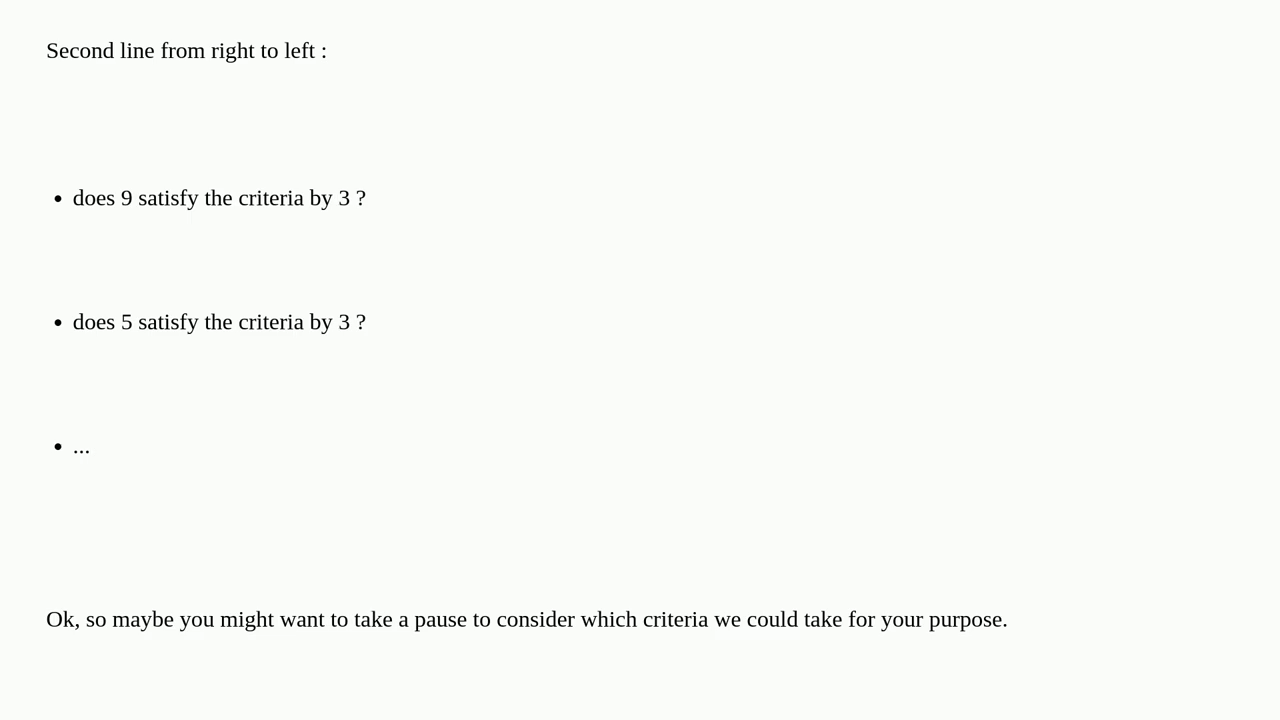 Second line from right to left :
• does 9 satisfy the criteria by 3 ?
• does 5 satisfy the criteria by 3 ?
• ...
Ok, so maybe you might want to take a pause to consider which criteria we could take for your purpose.